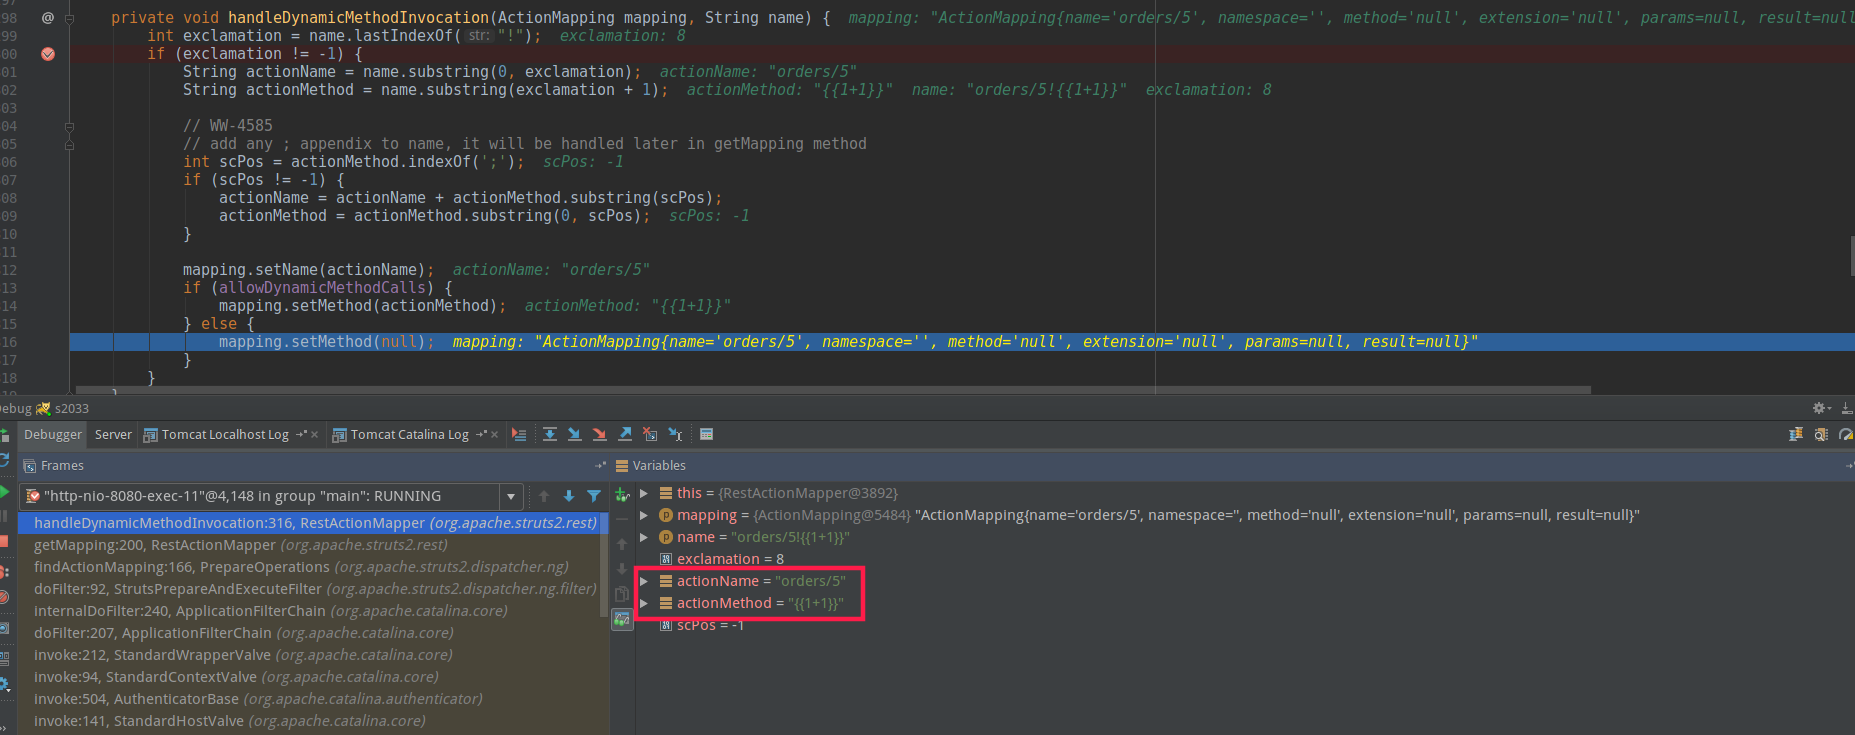 798 @ private void handleDynamicMethodInvocation(ActionMapping mapping, String name) { mapping: "ActionMapping{name='orders/5', namespace='', method='null', extension='null', params=null, result=null
99 int exclamation = name.lastIndexOf( str: "!"); exclamation: 8
00 if (exclamation != -1) {
01 String actionName = name.substring(0, exclamation); actionName: "orders/5"
02 String actionMethod = name.substring(exclamation + 1); actionMethod: "{{1+1}}" name: "orders/5!{{1+1}}" exclamation: 8
03
04 // WW-4585
05 // add any ; appendix to name, it will be handled later in getMapping method
06 int scPos = actionMethod.indexOf(';'); scPos: -1
07 if (scPos != -1) {
08 actionName = actionName + actionMethod.substring(scPos);
09 actionMethod = actionMethod.substring(0, scPos); scPos: -1
10 }
11
12 mapping.setName(actionName); actionName: "orders/5"
13 if (allowDynamicMethodCalls) {
14 mapping.setMethod(actionMethod); actionMethod: "{{1+1}}"
15 } else {
16 mapping.setMethod(null); mapping: "ActionMapping{name='orders/5', namespace='', method='null', extension='null', params=null, result=null}"
17 }
18 }
ebug s2033
Debugger Server Tomcat Localhost Log Tomcat Catalina Log
Frames
Variables
"http-nio-8080-exec-11"@4,148 in group "main": RUNNING
handleDynamicMethodInvocation:316, RestActionMapper (org.apache.struts2.rest)
getMapping:200, RestActionMapper (org.apache.struts2.rest)
findActionMapping:166, PrepareOperations (org.apache.struts2.dispatcher.ng)
doFilter:92, StrutsPrepareAndExecuteFilter (org.apache.struts2.dispatcher.ng.filter)
internalDoFilter:240, ApplicationFilterChain (org.apache.catalina.core)
doFilter:207, ApplicationFilterChain (org.apache.catalina.core)
invoke:212, StandardWrapperValve (org.apache.catalina.core)
invoke:94, StandardContextValve (org.apache.catalina.core)
invoke:504, AuthenticatorBase (org.apache.catalina.authenticator)
invoke:141, StandardHostValve (org.apache.catalina.core)
this = {RestActionMapper@3892}
mapping = {ActionMapping@5484} "ActionMapping{name='orders/5', namespace='', method='null', extension='null', params=null, result=null}"
name = "orders/5!{{1+1}}"
exclamation = 8
actionName = "orders/5"
actionMethod = "{{1+1}}"
scPos = -1